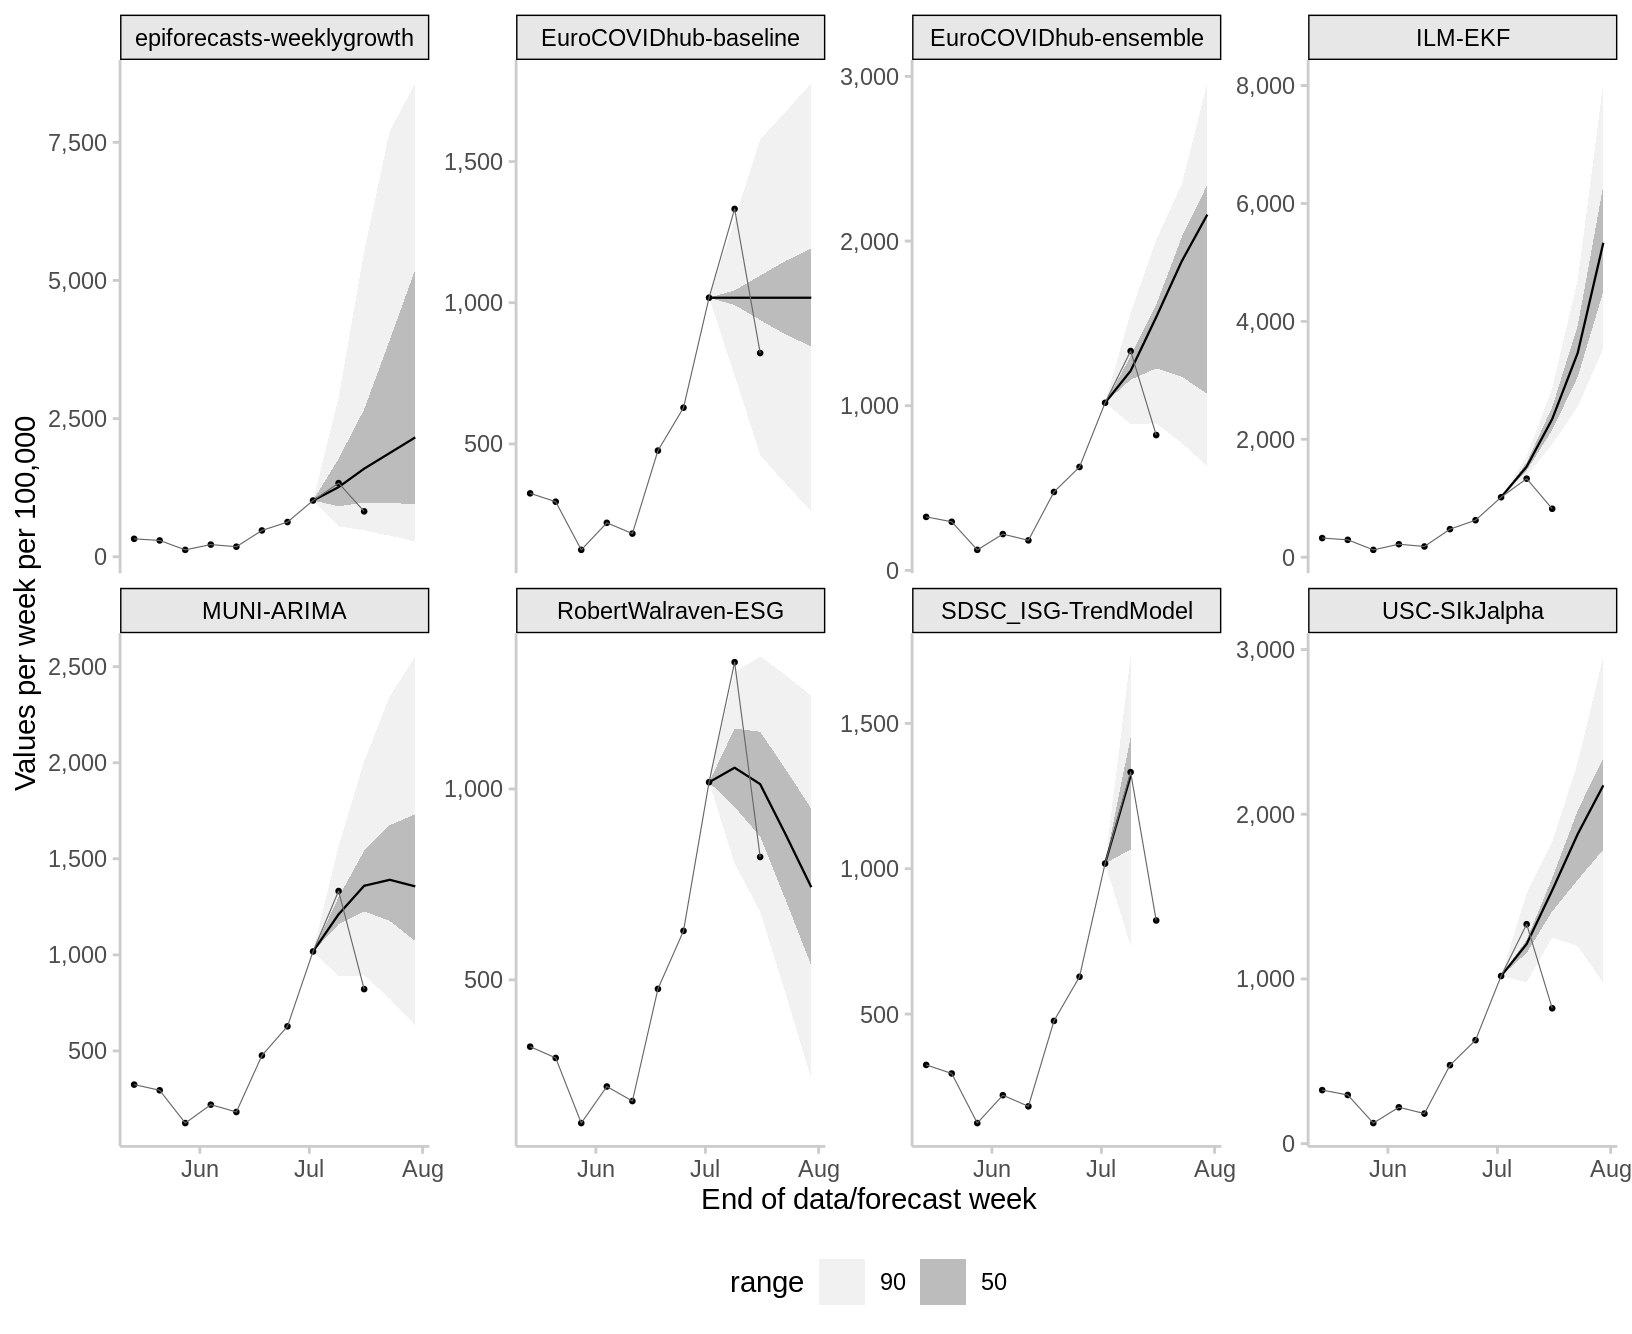 epiforecasts-weeklygrowth
EuroCOVIDhub-baseline
EuroCOVIDhub-ensemble
ILM-EKF
7,500
5,000
2,500
0
1,500
1,000
500
3,000
2,000
1,000
0
8,000
6,000
4,000
2,000
0
Values per week per 100,000
MUNI-ARIMA
RobertWalraven-ESG
SDSC_ISG-TrendModel
USC-SIkJalpha
2,500
2,000
1,500
1,000
500
1,000
500
1,500
1,000
500
3,000
2,000
1,000
0
Jun Jul Aug
Jun Jul Aug
Jun Jul Aug
Jun Jul Aug
End of data/forecast week
range 90 50